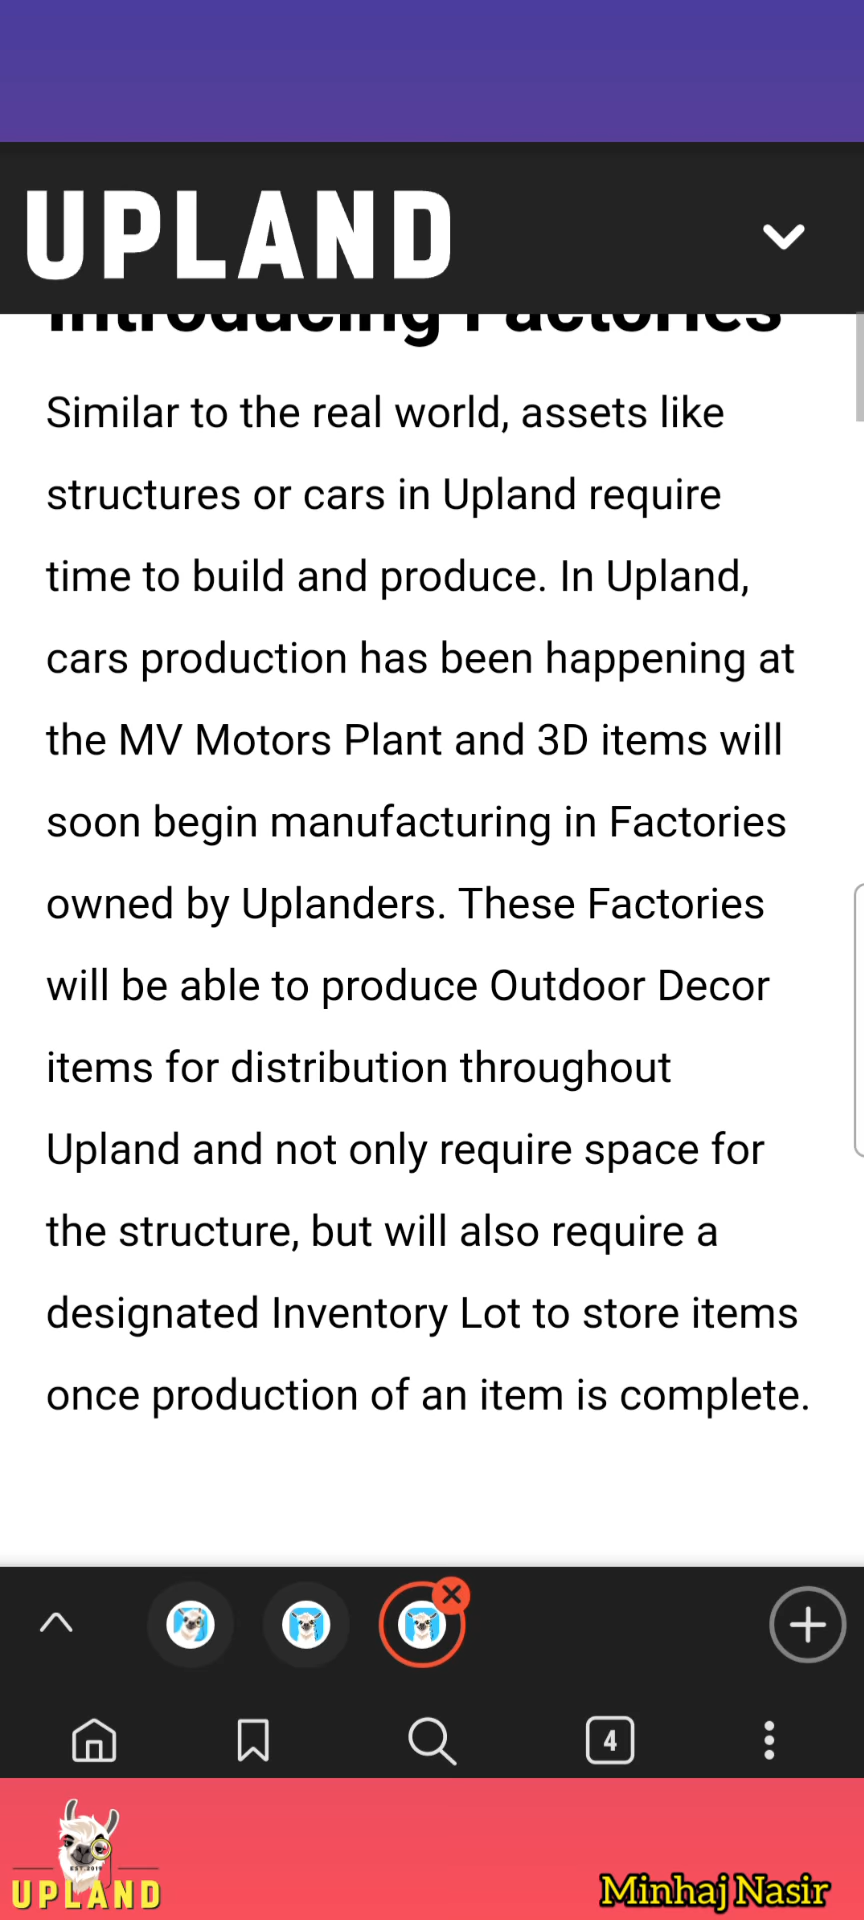 UPLAND
Introducing Factories
Similar to the real world, assets like
structures or cars in Upland require
time to build and produce. In Upland,
cars production has been happening at
the MV Motors Plant and 3D items will
soon begin manufacturing in Factories
owned by Uplanders. These Factories
will be able to produce Outdoor Decor
items for distribution throughout
Upland and not only require space for
the structure, but will also require a
designated Inventory Lot to store items
once production of an item is complete.
4
EST.2019
UPLAND
Minhaj Nasir